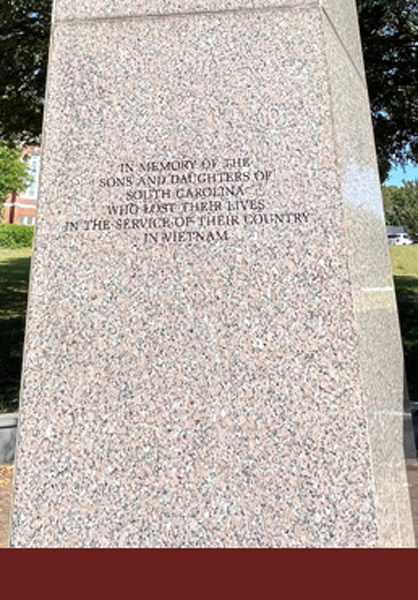 IN MEMORY OF THE
SONS AND DAUGHTERS OF
SOUTH CAROLINA
WHO LOST THEIR LIVES
IN THE SERVICE OF THEIR COUNTRY
IN VIETNAM